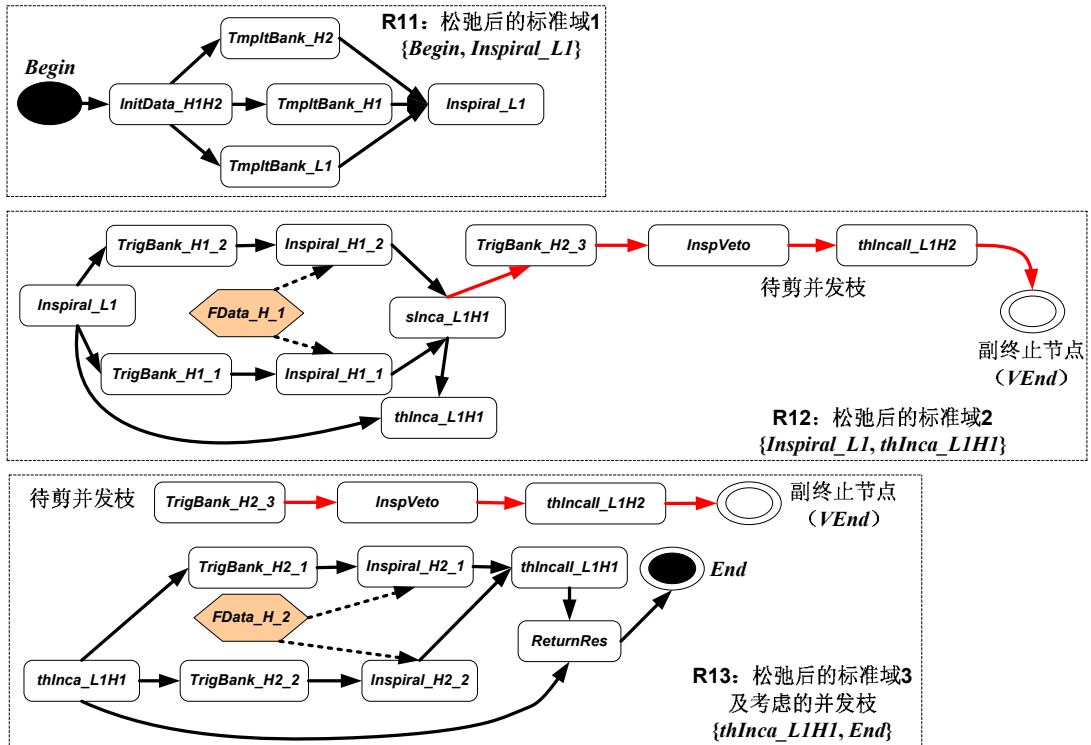 R11：松弛后的标准域1
{Begin, Inspiral_L1}
Begin
TmpltBank_H2
InitData_H1H2
TmpltBank_H1
Inspiral_L1
TmpltBank_L1
TrigBank_H1_2
Inspiral_H1_2
TrigBank_H2_3
InspVeto
thIncall_L1H2
待剪并发枝
Inspiral_L1
FData_H_1
sInca_L1H1
副终止节点
（VEnd）
TrigBank_H1_1
Inspiral_H1_1
thInca_L1H1
R12：松弛后的标准域2
{Inspiral_L1, thInca_L1H1}
待剪并发枝
TrigBank_H2_3
InspVeto
thIncall_L1H2
副终止节点
（VEnd）
TrigBank_H2_1
Inspiral_H2_1
thIncall_L1H1
End
FData_H_2
ReturnRes
thInca_L1H1
TrigBank_H2_2
Inspiral_H2_2
R13：松弛后的标准域3
及考虑的并发枝
{thInca_L1H1, End}